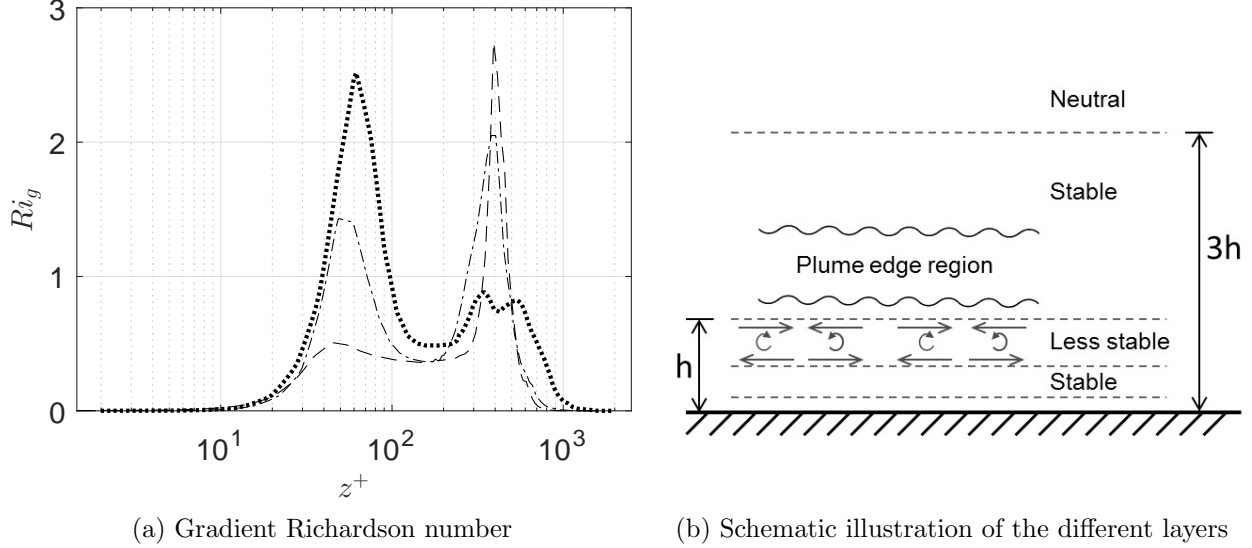 3
2
1
0
Ri_g
10^1
10^2
10^3
z^+
(a) Gradient Richardson number
Neutral
Stable
Plume edge region
3h
h
Less stable
Stable
(b) Schematic illustration of the different layers